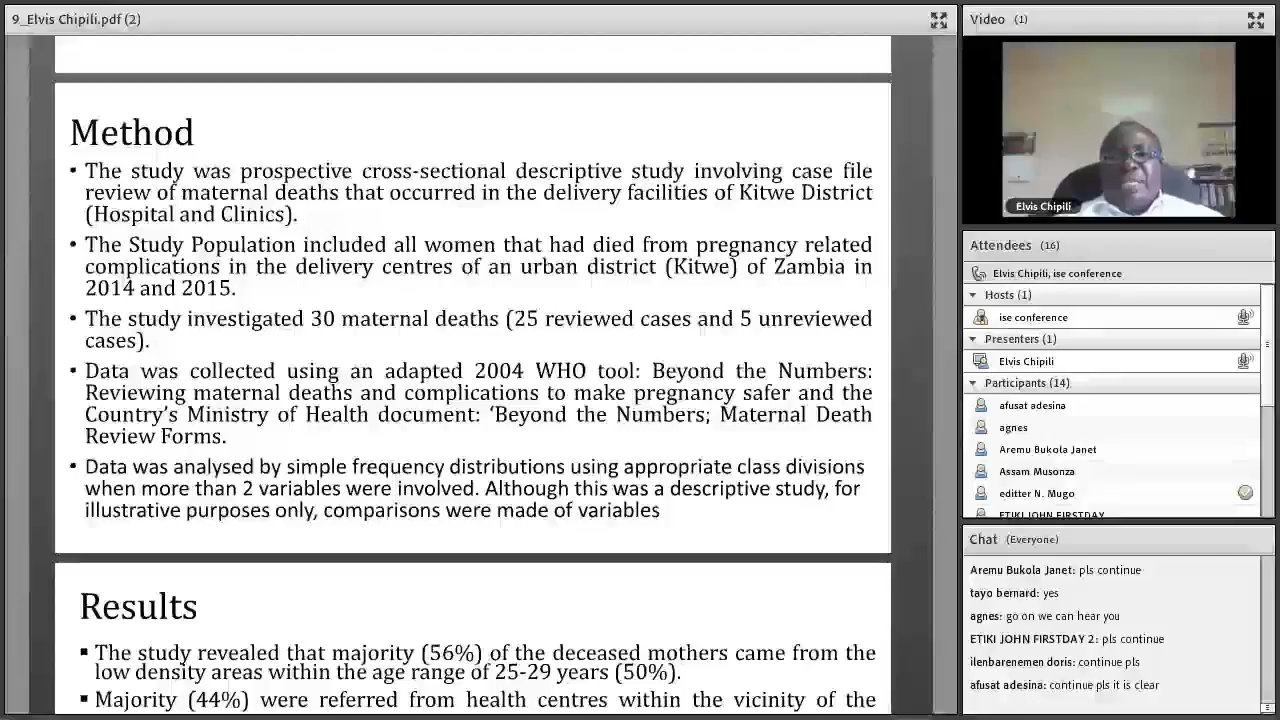 9_Elvis Chipili.pdf (2)
Method
• The study was prospective cross-sectional descriptive study involving case file
review of maternal deaths that occurred in the delivery facilities of Kitwe District
(Hospital and Clinics).
• The Study Population included all women that had died from pregnancy related
complications in the delivery centres of an urban district (Kitwe) of Zambia in
2014 and 2015.
• The study investigated 30 maternal deaths (25 reviewed cases and 5 unreviewed
cases).
• Data was collected using an adapted 2004 WHO tool: Beyond the Numbers:
Reviewing maternal deaths and complications to make pregnancy safer and the
Country’s Ministry of Health document: ‘Beyond the Numbers; Maternal Death
Review Forms.
• Data was analysed by simple frequency distributions using appropriate class divisions
when more than 2 variables were involved. Although this was a descriptive study, for
illustrative purposes only, comparisons were made of variables
Results
▪ The study revealed that majority (56%) of the deceased mothers came from the
low density areas within the age range of 25-29 years (50%).
▪ Majority (44%) were referred from health centres within the vicinity of the
Video (1)
Elvis Chipili
Attendees (16)
Elvis Chipili, ise conference
Hosts (1)
ise conference
Presenters (1)
Elvis Chipili
Participants (14)
afusat adesina
agnes
Aremu Bukola Janet
Assam Musonza
editter N. Mugo
ETIKI JOHN FIRSTDAY
Chat (Everyone)
Aremu Bukola Janet: pls continue
tayo bernard: yes
agnes: go on we can hear you
ETIKI JOHN FIRSTDAY 2: pls continue
ilenbarenemen doris: continue pls
afusat adesina: continue pls it is clear